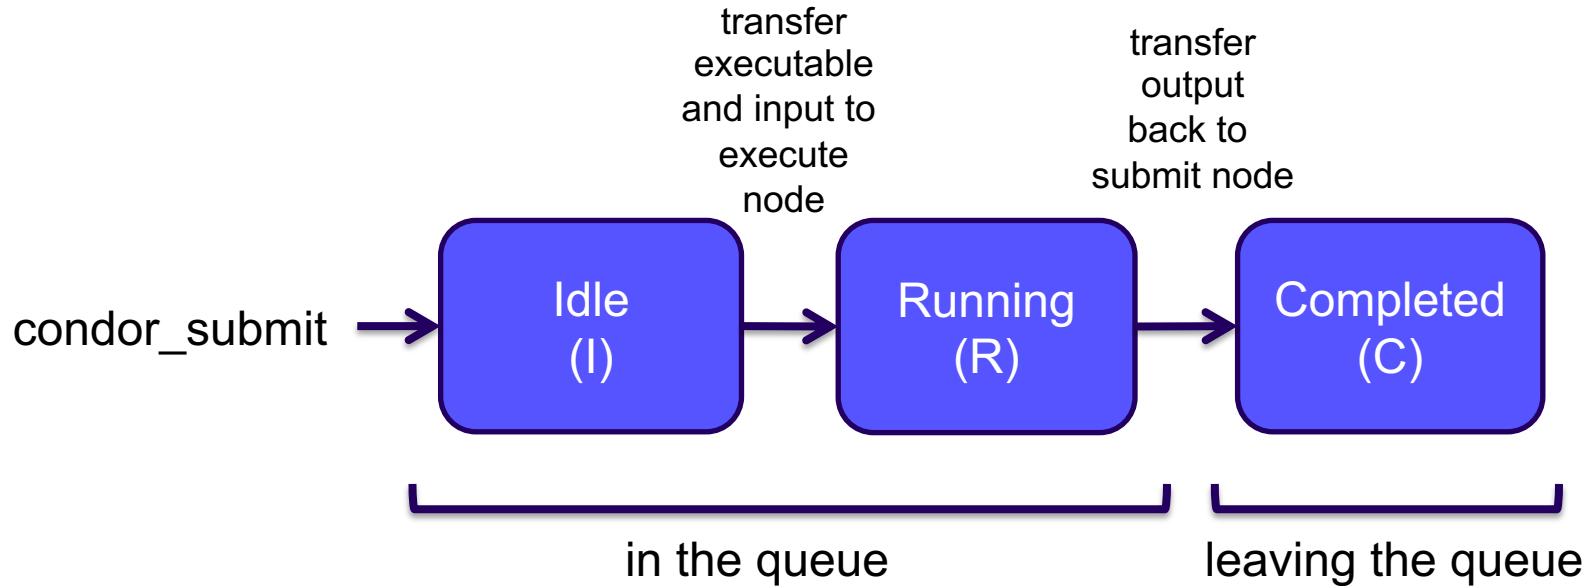 transfer
executable
and input to
execute
node
transfer
output
back to
submit node
condor_submit
Idle
(I)
Running
(R)
Completed
(C)
in the queue
leaving the queue